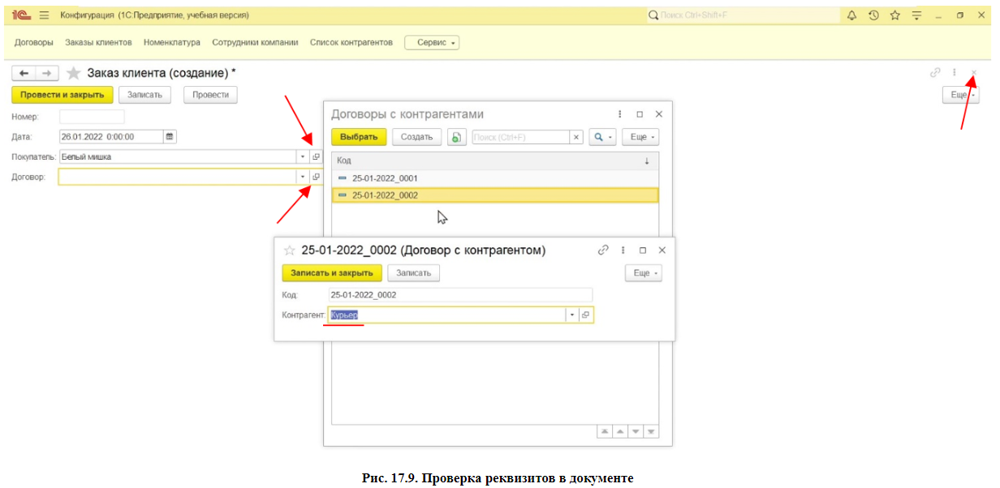 1С Конфигурация (1С:Предприятие, учебная версия) Поиск Ctrl+Shift+F
Договоры Заказы клиентов Номенклатура Сотрудники компании Список контрагентов Сервис
Заказ клиента (создание) *
Провести и закрыть Записать Провести Еще
Номер:
Дата: 26.01.2022 0:00:00
Покупатель: Белый мишка
Договор:
Договоры с контрагентами
Выбрать Создать Поиск (Ctrl+F) Еще
Код
25-01-2022_0001
25-01-2022_0002
25-01-2022_0002 (Договор с контрагентом)
Записать и закрыть Записать Еще
Код: 25-01-2022_0002
Контрагент: Курьер
Рис. 17.9. Проверка реквизитов в документе